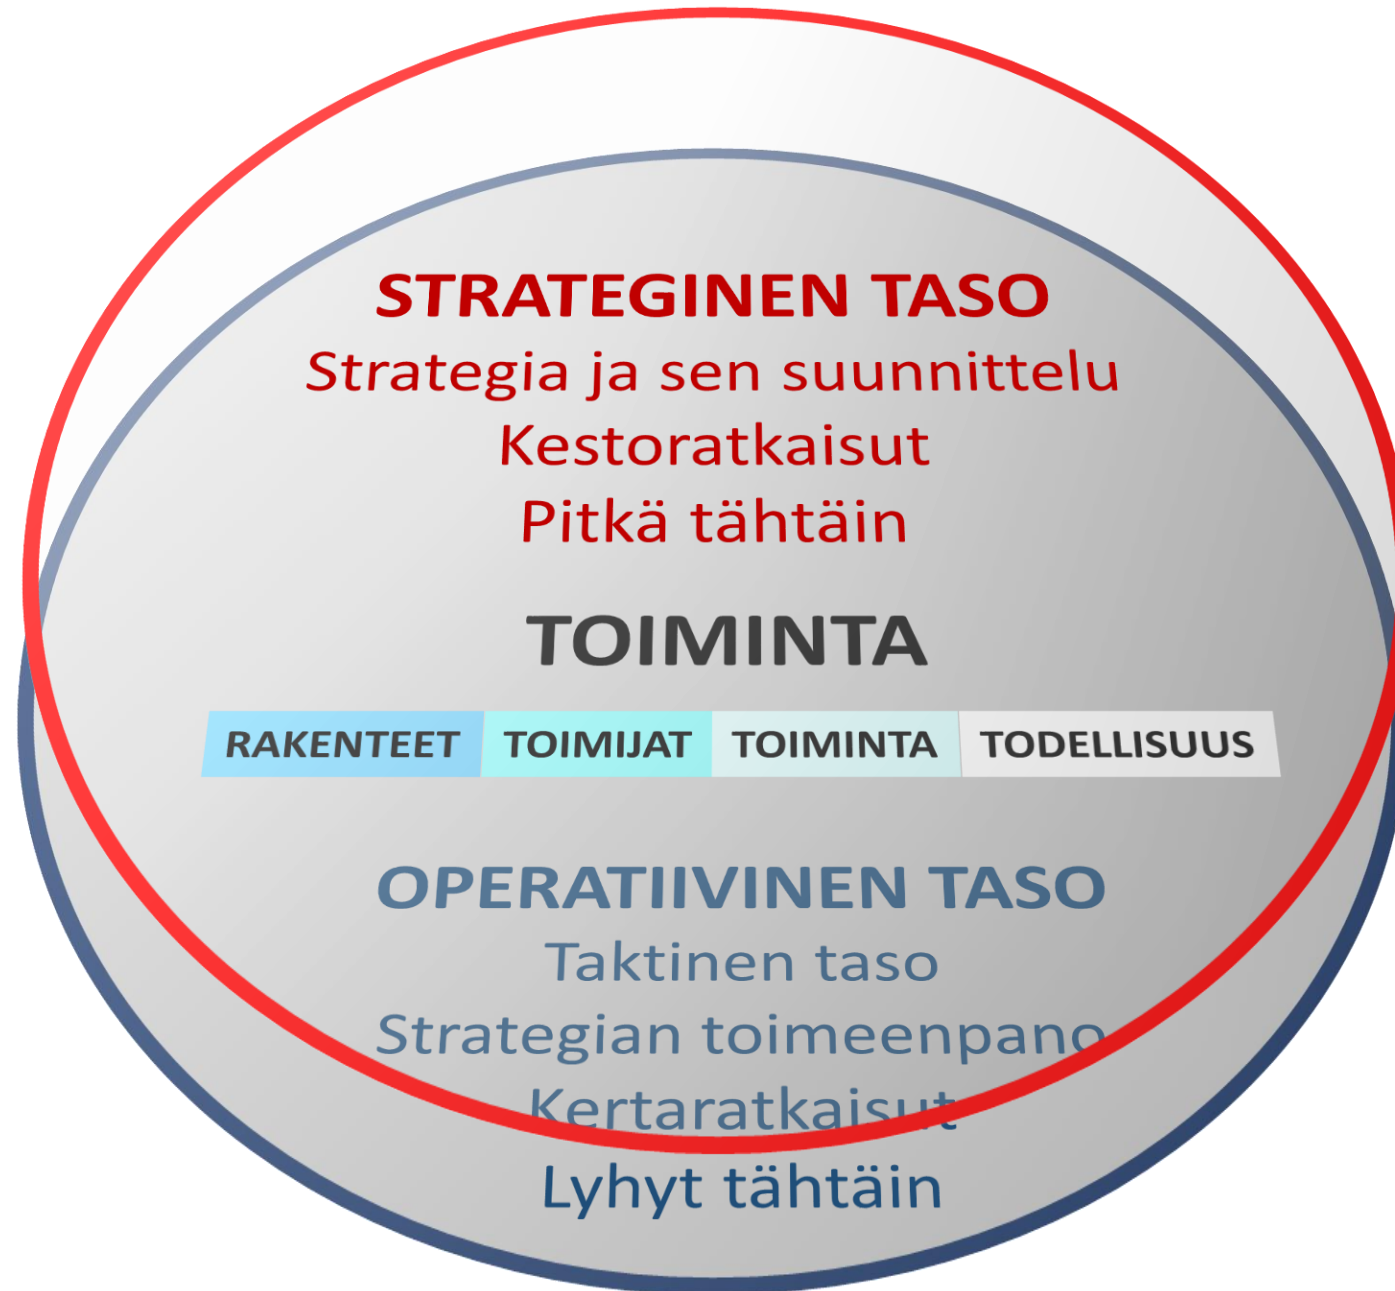 STRATEGINEN TASO
Strategia ja sen suunnittelu
Kestoratkaisut
Pitkä tähtäin
TOIMINTA
RAKENTEET TOIMIJAT TOIMINTA TODELLISUUS
OPERATIIVINEN TASO
Taktinen taso
Strategian toimeenpano
Kertaratkaisut
Lyhyt tähtäin